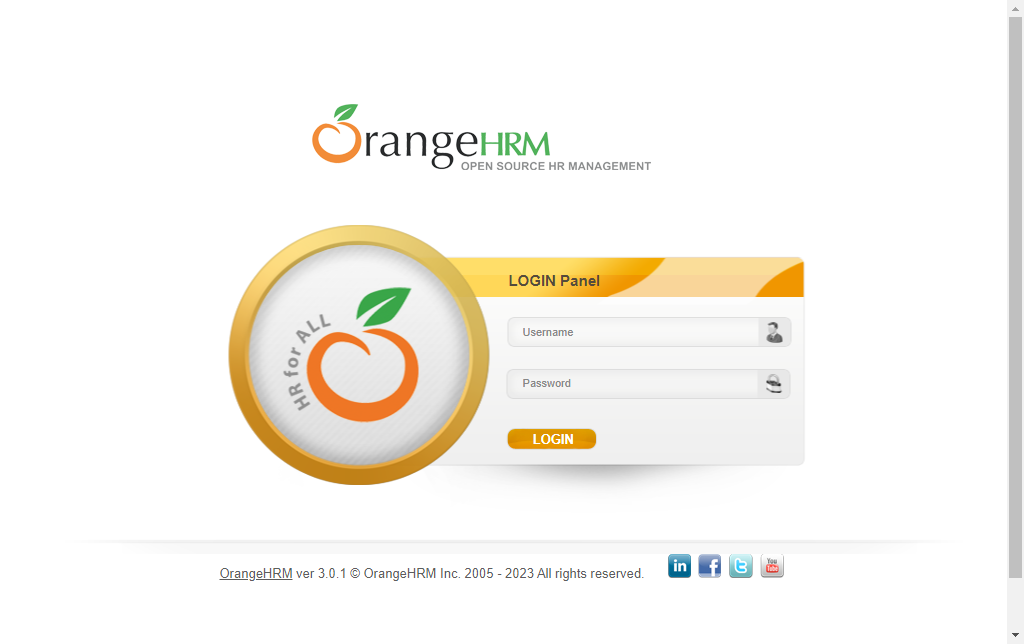 OrangeHRM
OPEN SOURCE HR MANAGEMENT
HR for ALL
LOGIN Panel
Username
Password
LOGIN
OrangeHRM ver 3.0.1 © OrangeHRM Inc. 2005 - 2023 All rights reserved.
in f t You Tube